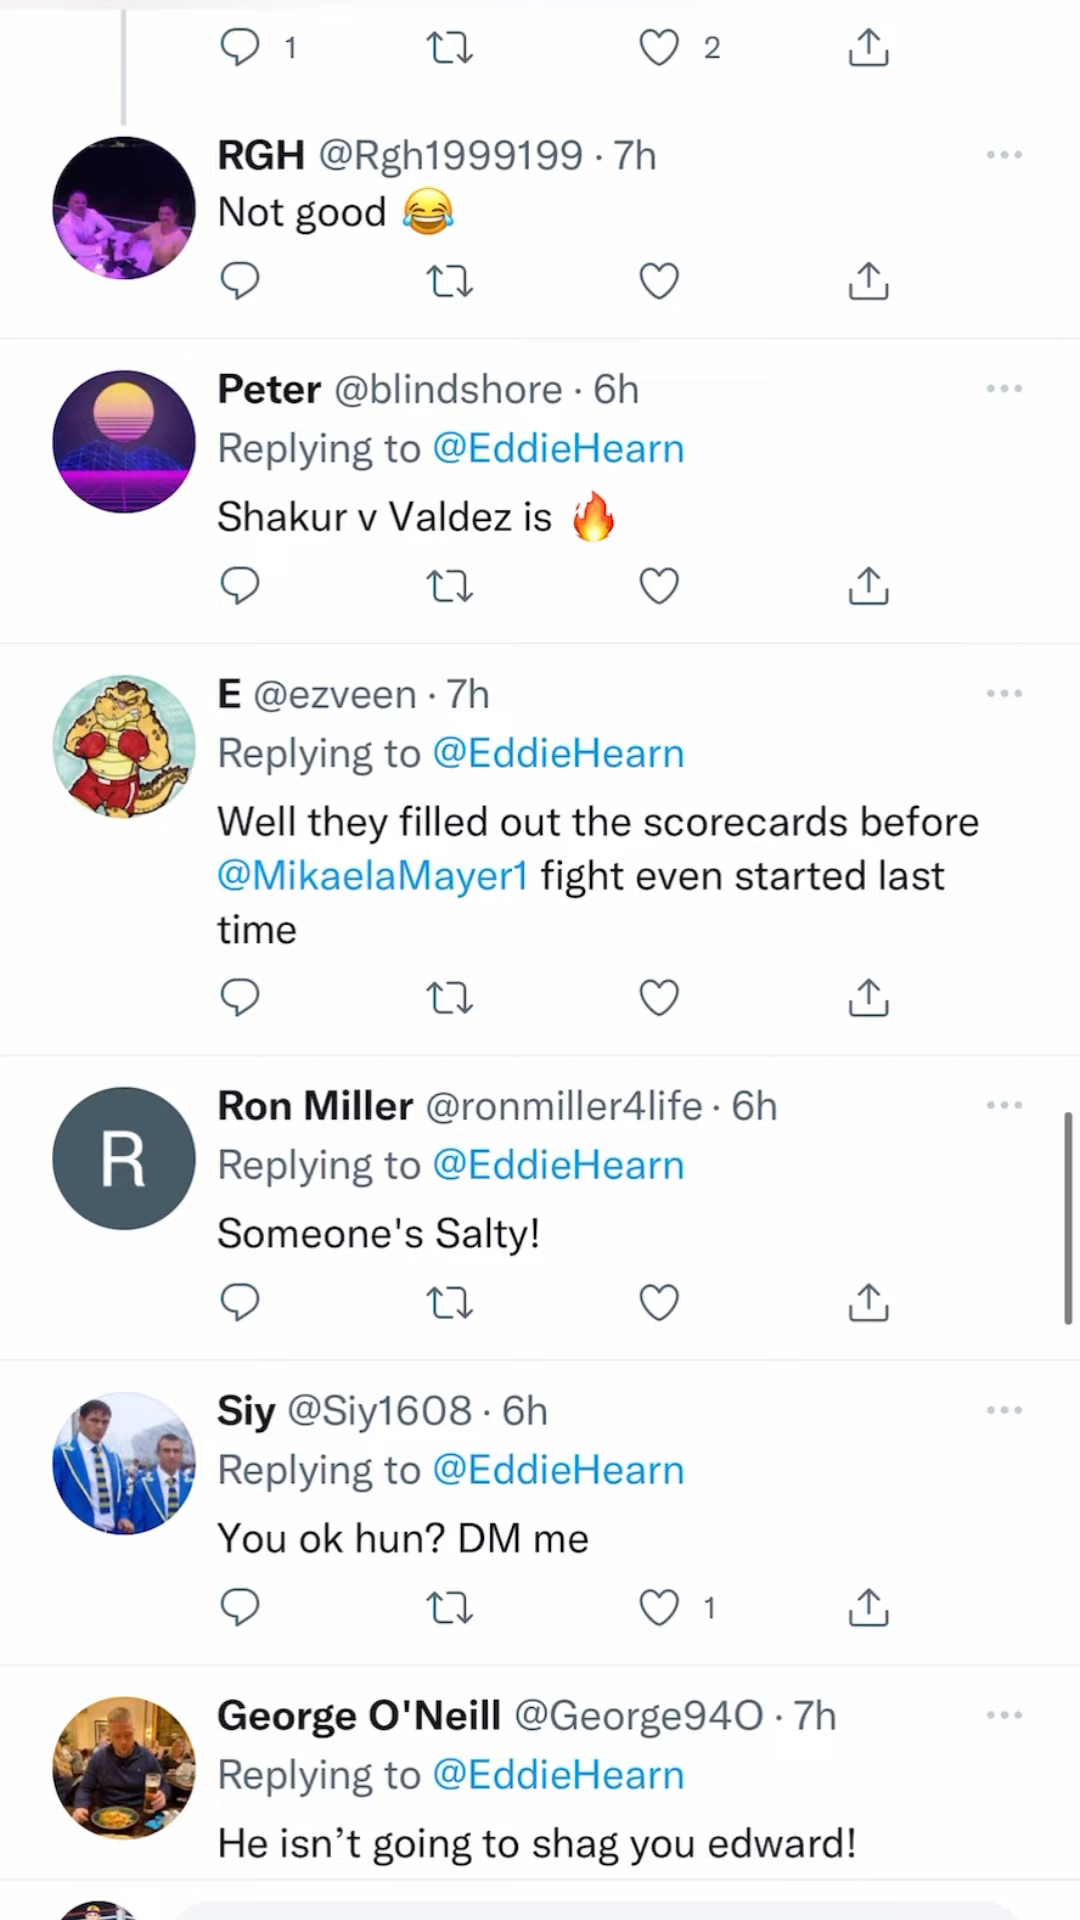 1 2
RGH @Rgh1999199 · 7h
Not good 😂
Peter @blindshore · 6h
Replying to @EddieHearn
Shakur v Valdez is 🔥
E @ezveen · 7h
Replying to @EddieHearn
Well they filled out the scorecards before
@MikaelaMayer1 fight even started last
time
R
Ron Miller @ronmiller4life · 6h
Replying to @EddieHearn
Someone's Salty!
Siy @Siy1608 · 6h
Replying to @EddieHearn
You ok hun? DM me
1
George O'Neill @George94O · 7h
Replying to @EddieHearn
He isn’t going to shag you edward!